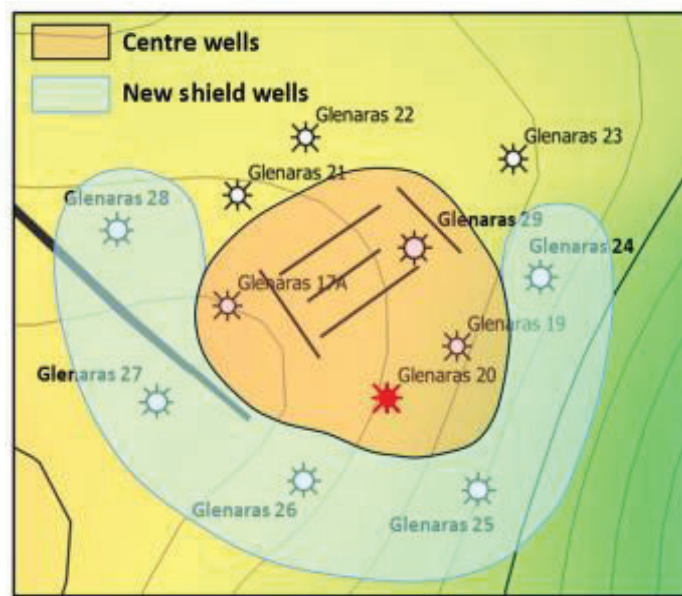 Centre wells
New shield wells
Glenaras 22
Glenaras 23
Glenaras 21
Glenaras 28
Glenaras 29
Glenaras 24
Glenaras 17A
Glenaras 19
Glenaras 20
Glenaras 27
Glenaras 26
Glenaras 25